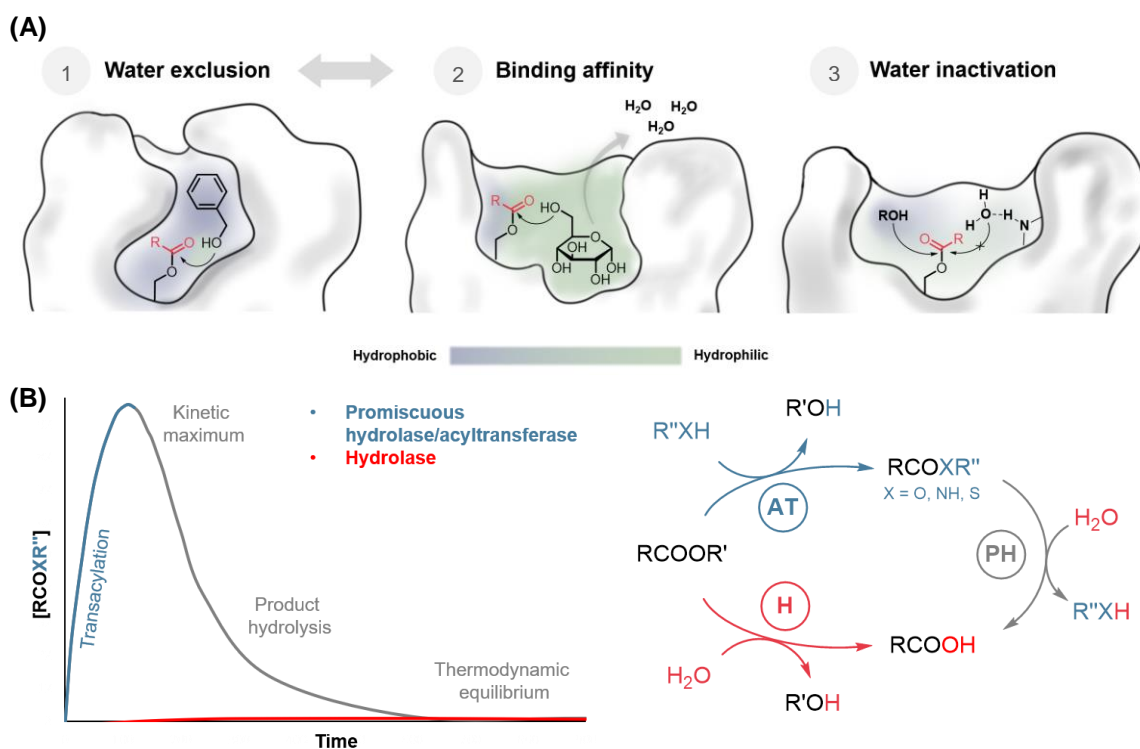 (A)
1 Water exclusion
2 Binding affinity
3 Water inactivation
H₂O H₂O
H₂O
R O
HO
O
R O
HO
O
O
HO
HO
OH
OH
OH
ROH
H
O
H
H
N
O
R
O
Hydrophobic Hydrophilic
(B)
[RCOXR"]
Transacylation
Kinetic
maximum
• Promiscuous
hydrolase/acyltransferase
• Hydrolase
Product
hydrolysis
Thermodynamic
equilibrium
Time
R'OH
R"XH
AT
RCOXR"
X = O, NH, S
RCOOR'
H₂O
PH
H
R"XH
RCOOH
H₂O
R'OH